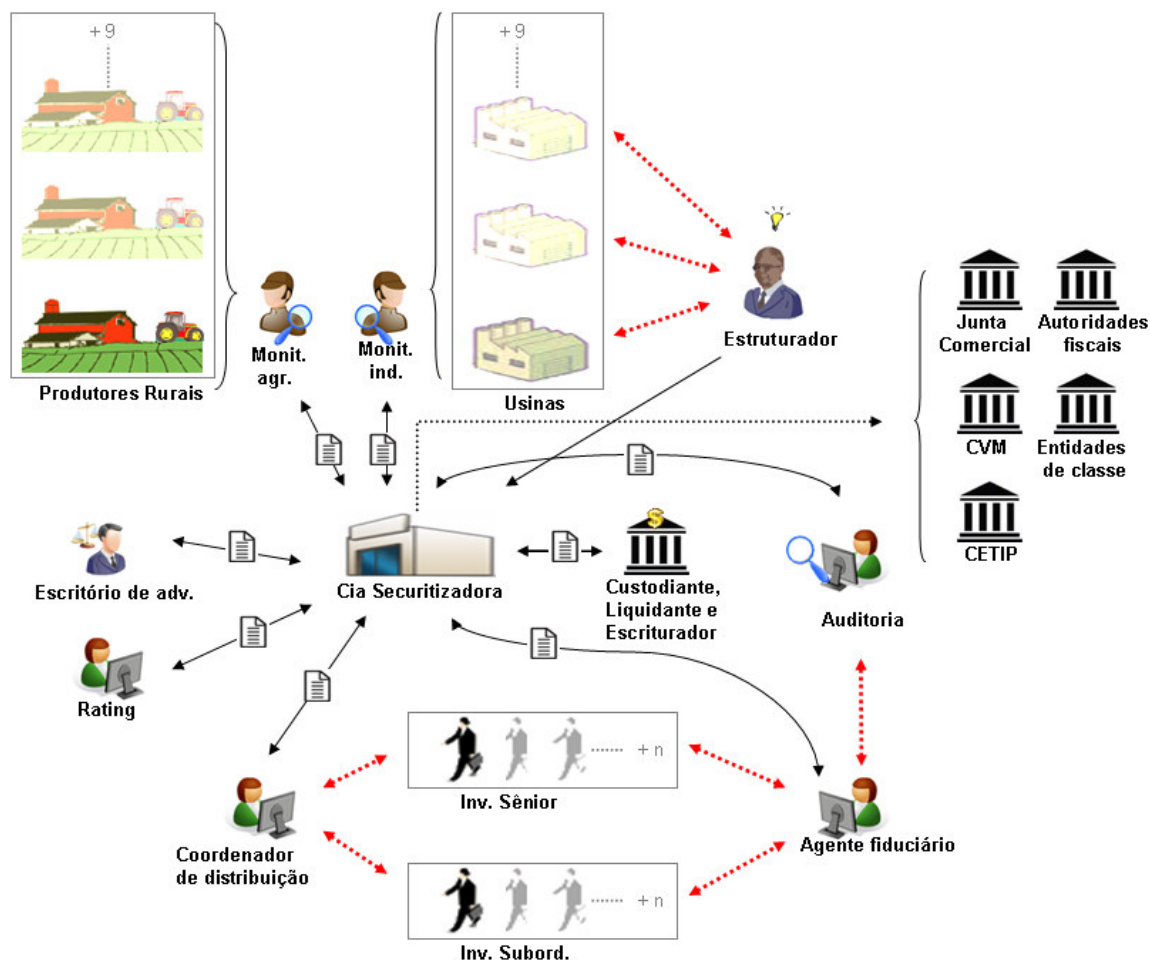 + 9
+ 9
Produtores Rurais
Monit.
agr.
Monit.
ind.
Usinas
Estruturador
Junta
Comercial
Autoridades
fiscais
CVM
Entidades
de classe
CETIP
Escritório de adv.
Cia Securitizadora
$
Custodiante,
Liquidante e
Escriturador
Auditoria
Rating
+ n
Inv. Sênior
Coordenador
de distribuição
Agente fiduciário
+ n
Inv. Subord.